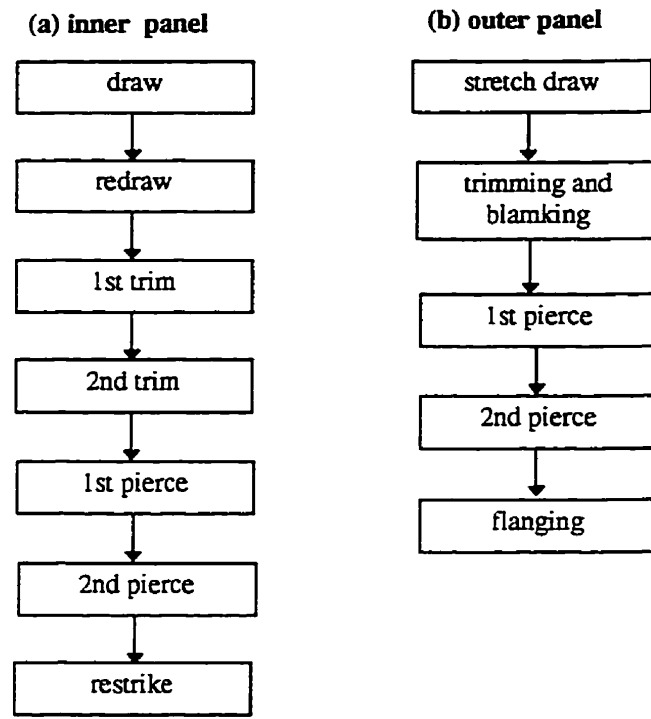 (a) inner panel
draw
redraw
1st trim
2nd trim
1st pierce
2nd pierce
restrike
(b) outer panel
stretch draw
trimming and
blamking
1st pierce
2nd pierce
flanging